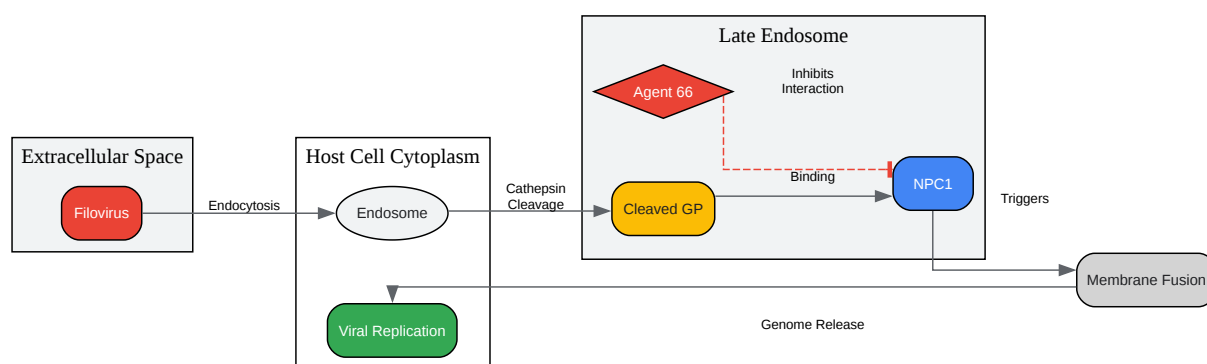 Late Endosome
Agent 66
Inhibits
Interaction
Extracellular Space
Filovirus
Endocytosis
Host Cell Cytoplasm
Endosome
Cathepsin
Cleavage
Cleaved GP
Binding
NPC1
Triggers
Membrane Fusion
Genome Release
Viral Replication